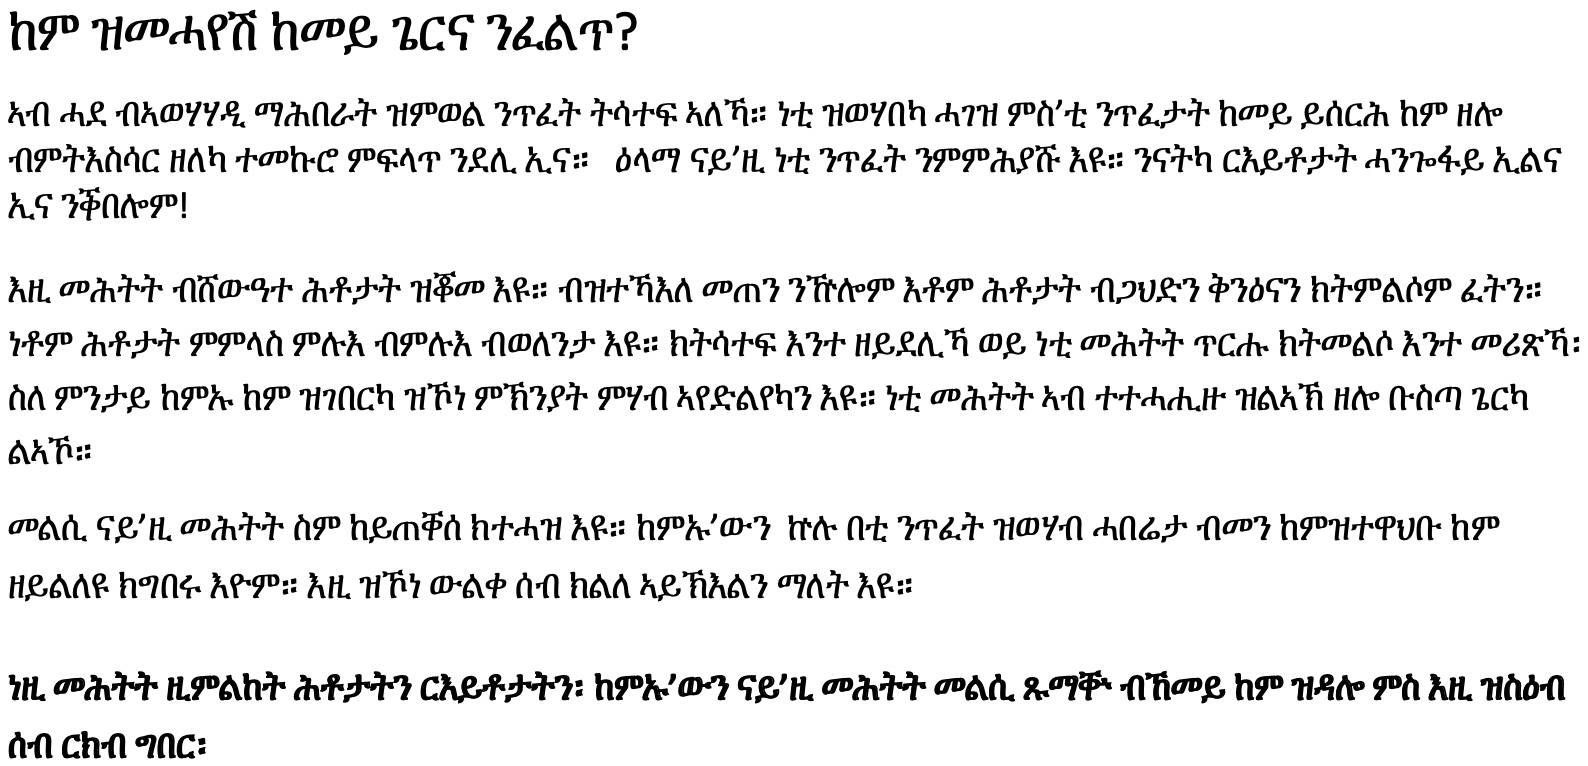 ከም ዝመሓየሽ ከመይ ጌርና ንፈልጥ?
ኣብ ሓደ ብኣወሃሃዲ ማሕበራት ዝምወል ንጥፈት ትሳተፍ ኣለኻ። ነቲ ዝወሃበካ ሓገዝ ምስ’ቲ ንጥፈታት ከመይ ይሰርሕ ከም ዘሎ
ብምትእስሳር ዘለካ ተመኩሮ ምፍላጥ ንደሊ ኢና። ዕላማ ናይ’ዚ ነቲ ንጥፈት ንምምሕያሹ እዩ። ንናትካ ርእይቶታት ሓንጐፋይ ኢልና
ኢና ንቕበሎም!
እዚ መሕትት ብሸውዓተ ሕቶታት ዝቖመ እዩ። ብዝተኻእለ መጠን ንዅሎም እቶም ሕቶታት ብጋህድን ቅንዕናን ክትምልሶም ፈትን።
ነቶም ሕቶታት ምምላስ ምሉእ ብምሉእ ብወለንታ እዩ። ክትሳተፍ እንተ ዘይደሊኻ ወይ ነቲ መሕትት ጥርሑ ክትመልሶ እንተ መሪጽኻ፡
ስለ ምንታይ ከምኡ ከም ዝገበርካ ዝኾነ ምኽንያት ምሃብ ኣየድልየካን እዩ። ነቲ መሕትት ኣብ ተተሓሒዙ ዝልኣኽ ዘሎ ቡስጣ ጌርካ
ልኣኾ።
መልሲ ናይ’ዚ መሕትት ስም ከይጠቐሰ ክተሓዝ እዩ። ከምኡ’ውን ኵሉ በቲ ንጥፈት ዝወሃብ ሓበሬታ ብመን ከምዝተዋህቡ ከም
ዘይልለዩ ክግበሩ እዮም። እዚ ዝኾነ ውልቀ ሰብ ክልለ ኣይኽእልን ማለት እዩ።
ነዚ መሕትት ዚምልከት ሕቶታትን ርእይቶታትን፡ ከምኡ’ውን ናይ’ዚ መሕትት መልሲ ጹማቝ ብኸመይ ከም ዝዳሎ ምስ እዚ ዝስዕብ
ሰብ ርክብ ግበር፡